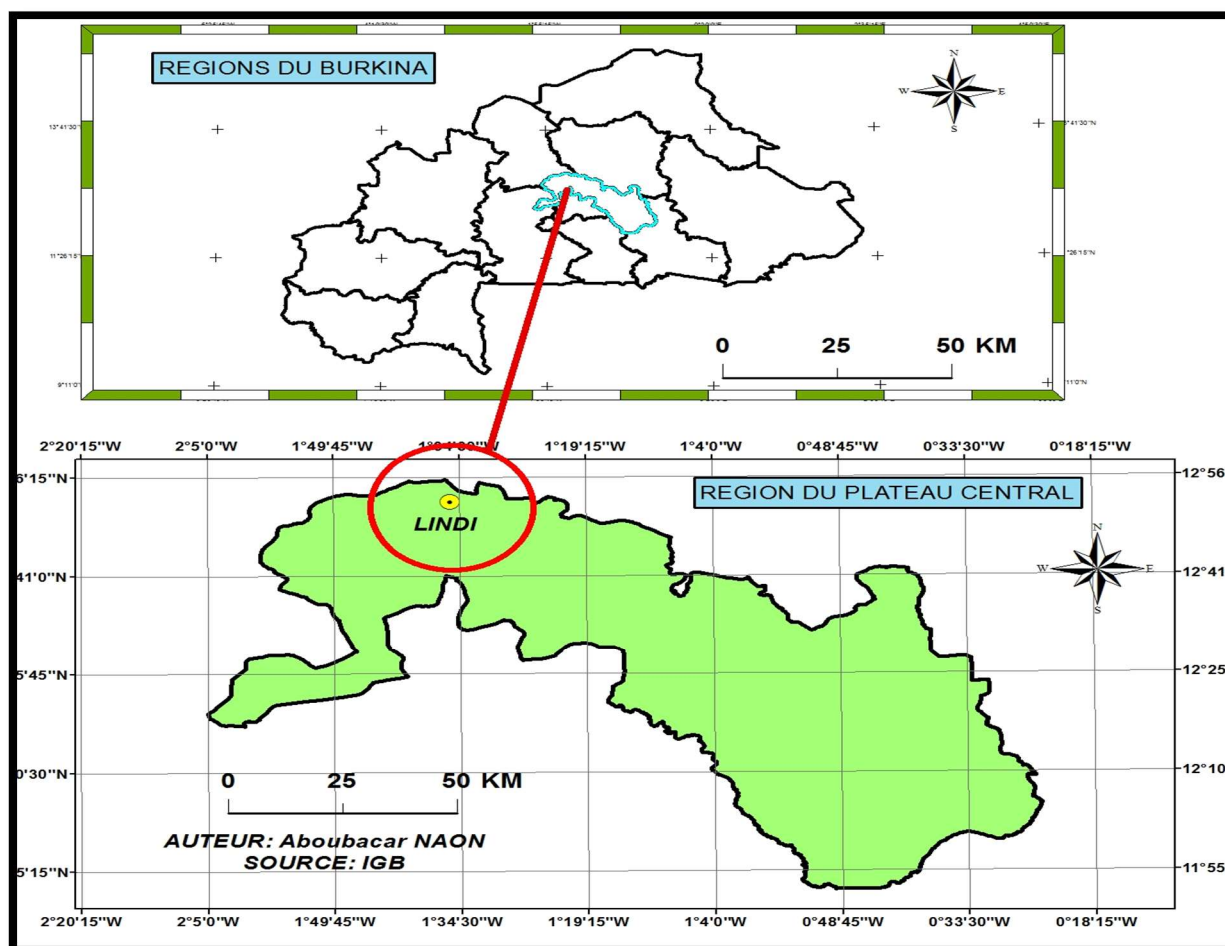 REGIONS DU BURKINA
N
W
E
S
13°41'30"
11°26'15"
9°11'0"
°26'15"N
0 25 50 KM
2°20'15"W 2°5'0"W 1°49'45"W 1°19'15"W 1°4'0"W 0°48'45"W 0°33'30"W 0°18'15"W
6'15"N
12°56
REGION DU PLATEAU CENTRAL
LINDI
N
W
E
S
41'0"N
12°41
5'45"N
12°25
0'30"N
12°10
0 25 50 KM
AUTEUR: Aboubacar NAON
SOURCE: IGB
5'15"N
11°55
2°20'15"W 2°5'0"W 1°49'45"W 1°34'30"W 1°19'15"W 1°4'0"W 0°48'45"W 0°33'30"W 0°18'15"W